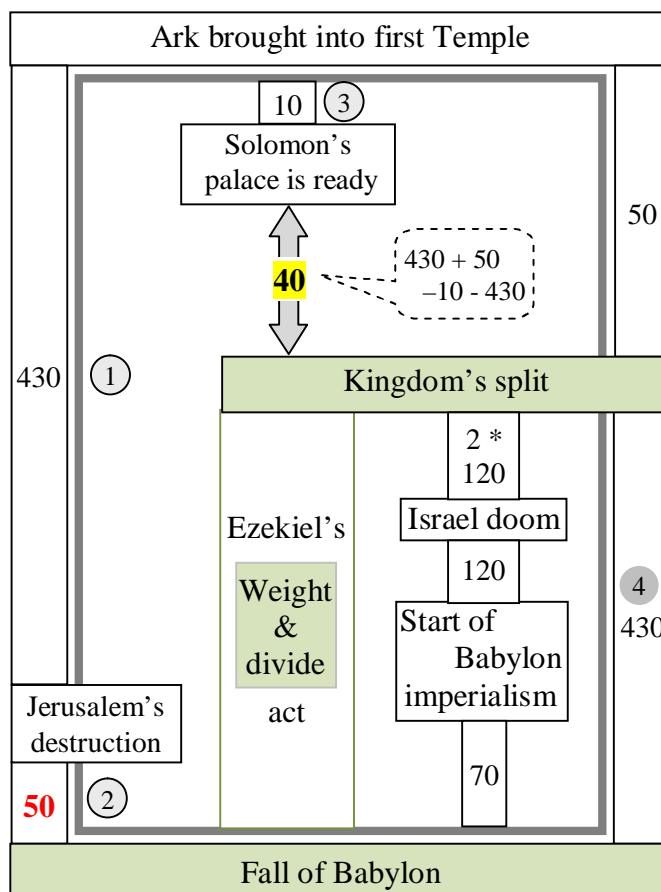 Ark brought into first Temple
10
3
Solomon’s
palace is ready
50
40
430 + 50
–10 - 430
430
1
Kingdom’s split
2 *
120
Ezekiel’s
Israel doom
Weight
&
divide
act
120
4
430
Start of
Babylon
imperialism
Jerusalem’s
destruction
70
50
2
Fall of Babylon